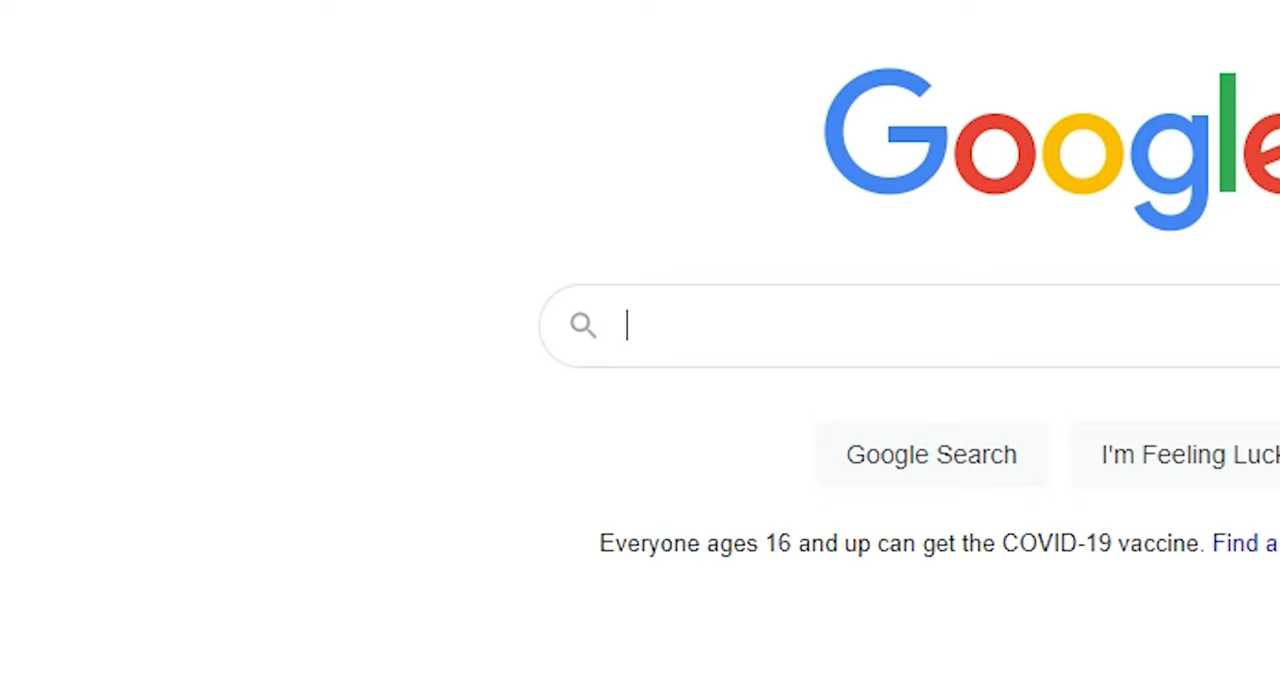 Google
Google Search
I'm Feeling Luck
Everyone ages 16 and up can get the COVID-19 vaccine. Find a